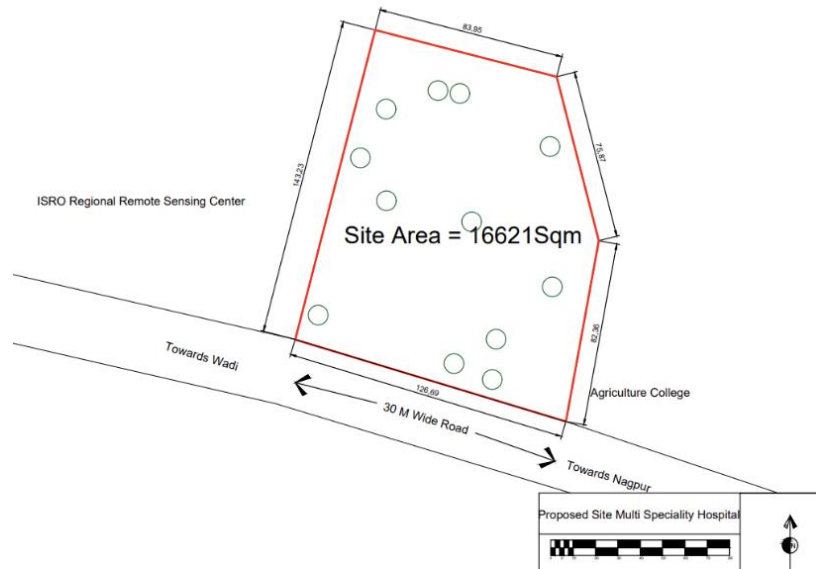 83,95
143,23
75,87
ISRO Regional Remote Sensing Center
Site Area = 16621Sqm
82,36
Towards Wadi
126,69
30 M Wide Road
Agriculture College
Towards Nagpur
Proposed Site Multi Speciality Hospital
N